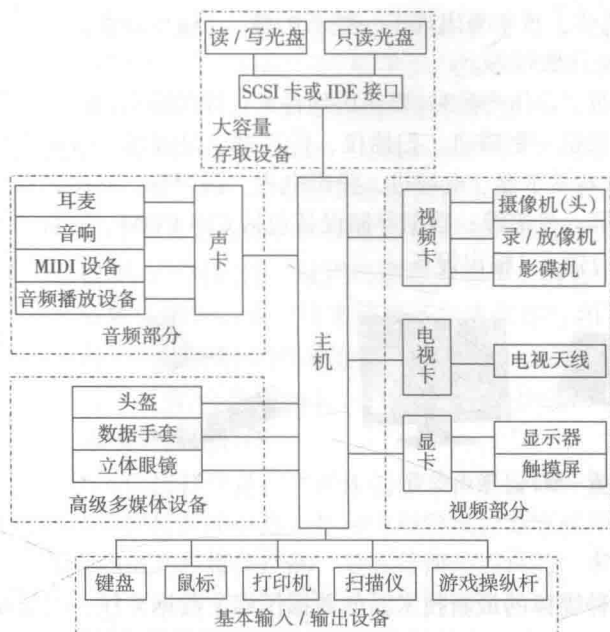 读/写光盘
只读光盘
SCSI 卡或 IDE 接口
大容量
存取设备
耳麦
音响
MIDI 设备
音频播放设备
声卡
音频部分
主机
视频卡
摄像机(头)
录/放像机
影碟机
电视卡
电视天线
显卡
显示器
触摸屏
视频部分
头盔
数据手套
立体眼镜
高级多媒体设备
键盘
鼠标
打印机
扫描仪
游戏操纵杆
基本输人/输出设备